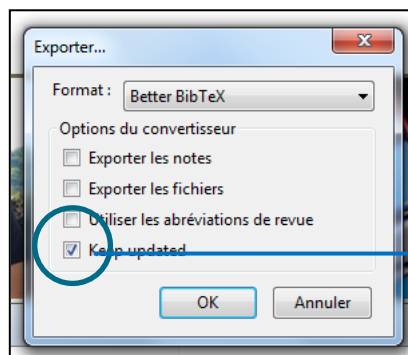 Exporter...
Format : Better BibTeX
Options du convertisseur
Exporter les notes
Exporter les fichiers
Utiliser les abréviations de revue
Keep updated
OK Annuler